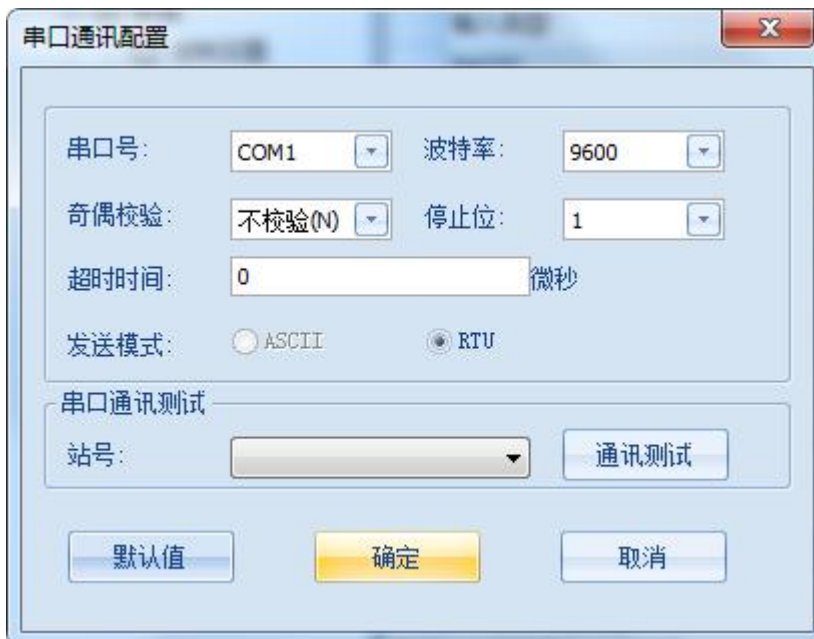 串口通讯配置
串口号: COM1 波特率: 9600
奇偶校验: 不校验(N) 停止位: 1
超时时间: 0 微秒
发送模式: ASCII RTU
串口通讯测试
站号: 通讯测试
默认值 确定 取消